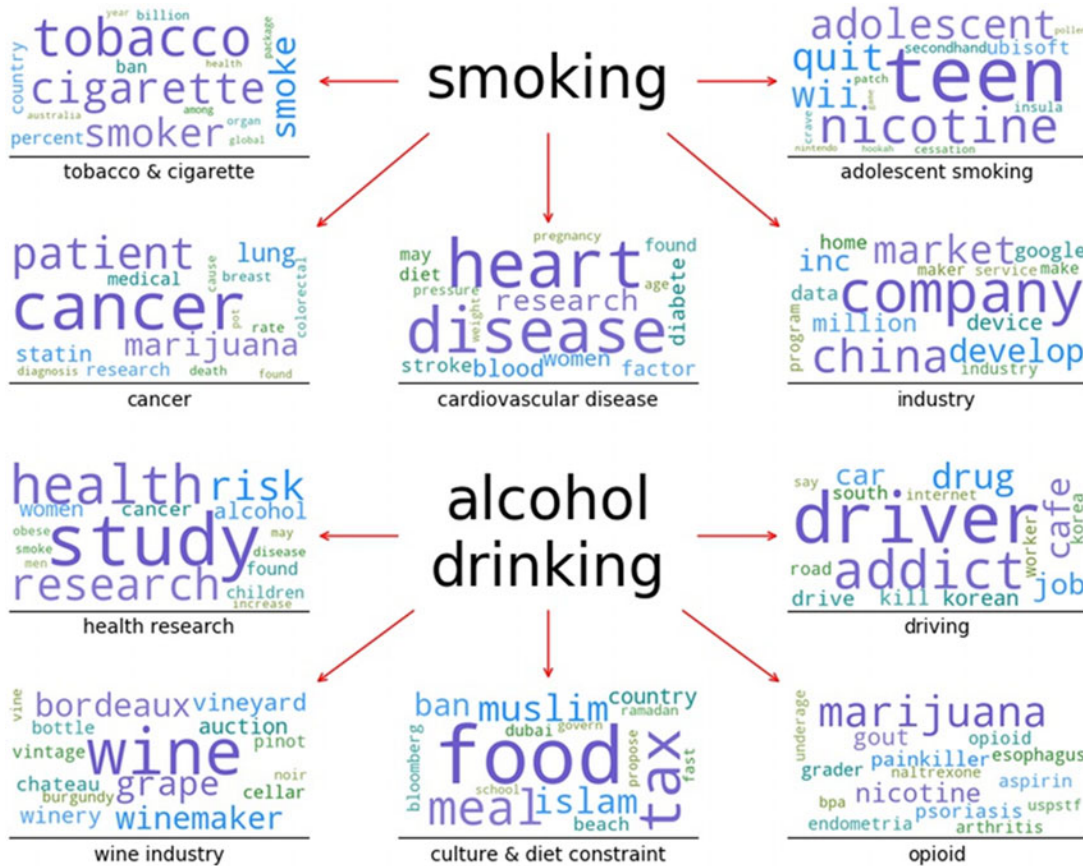 year billion
tobacco
package
country
ban health
cigarette
smoke
australia among
smoker organ
percent global
tobacco & cigarette
smoking
adolescent
pollen
quit secondhand ubisoft
teen
wii patch
game
insula
crave
nicotine
nintendo hookah cessation
adolescent smoking
patient lung
medical cause breast
cancer
colorectal
pot
rate
marijuana
statin
diagnosis research death found
cancer
pregnancy
may heart found
diet age
pressure research
weight
diabete
disease
stroke blood women factor
cardiovascular disease
home market google
inc maker service make
data company
program
million device
china develop
industry
industry
health risk
women cancer alcohol
obese study may
smoke disease
men found
research children
increase
health research
alcohol
drinking
say car drug
south internet
driver cafe
korea
worker
road addict job
drive kill korean
driving
vine bordeaux vineyard
bottle auction
vintage wine pinot
chateau grape noir
burgundy cellar
winery winemaker
wine industry
ban muslim country
dubai govern ramadan
bloomberg food propose tax fast
school
meal islam
beach
culture & diet constraint
underage marijuana
gout opioid
painkiller esophagus
grader naltrexone aspirin
nicotine
bpa psoriasis uspstf
endometria arthritis
opioid